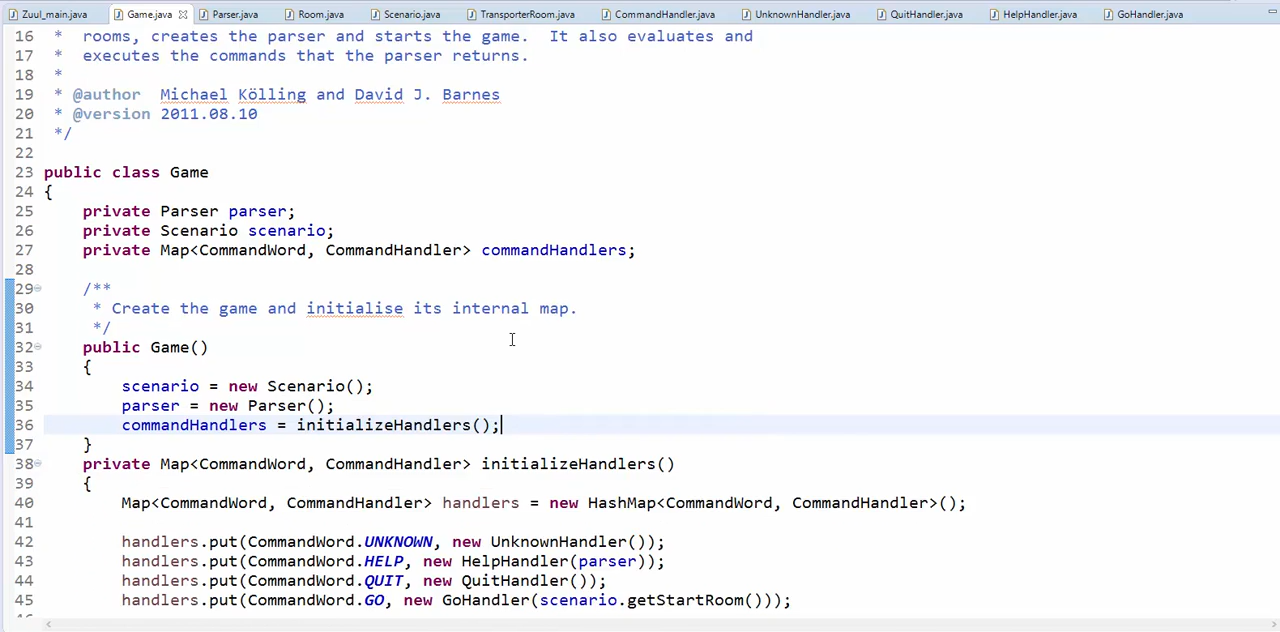 Zuul_main.java Game.java Parser.java Room.java Scenario.java TransporterRoom.java CommandHandler.java UnknownHandler.java QuitHandler.java HelpHandler.java GoHandler.java
16 * rooms, creates the parser and starts the game. It also evaluates and
17 * executes the commands that the parser returns.
18 *
19 * @author Michael Kölling and David J. Barnes
20 * @version 2011.08.10
21 */
22
23 public class Game
24 {
25 private Parser parser;
26 private Scenario scenario;
27 private Map<CommandWord, CommandHandler> commandHandlers;
28
29 /**
30 * Create the game and initialise its internal map.
31 */
32 public Game()
33 {
34 scenario = new Scenario();
35 parser = new Parser();
36 commandHandlers = initializeHandlers();
37 }
38 private Map<CommandWord, CommandHandler> initializeHandlers()
39 {
40 Map<CommandWord, CommandHandler> handlers = new HashMap<CommandWord, CommandHandler>();
41
42 handlers.put(CommandWord.UNKNOWN, new UnknownHandler());
43 handlers.put(CommandWord.HELP, new HelpHandler(parser));
44 handlers.put(CommandWord.QUIT, new QuitHandler());
45 handlers.put(CommandWord.GO, new GoHandler(scenario.getStartRoom()));